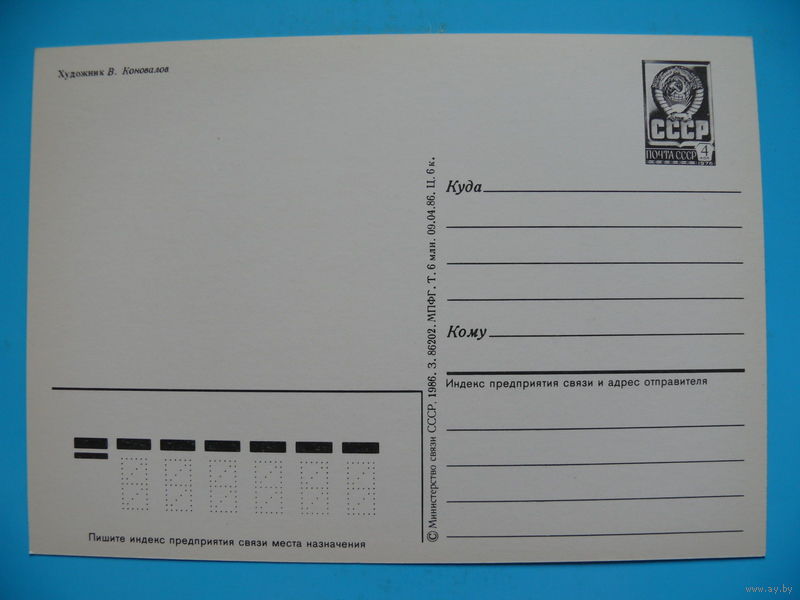 Художник В. Коновалов
СССР
ПОЧТА СССР 4
© Министерство связи СССР, 1986. З. 86202. МПФГ. Т. 6 млн. 09.04.86. Ц. 6 к.
Куда
Кому
Индекс предприятия связи и адрес отправителя
Пишите индекс предприятия связи места назначения
www.ay.by